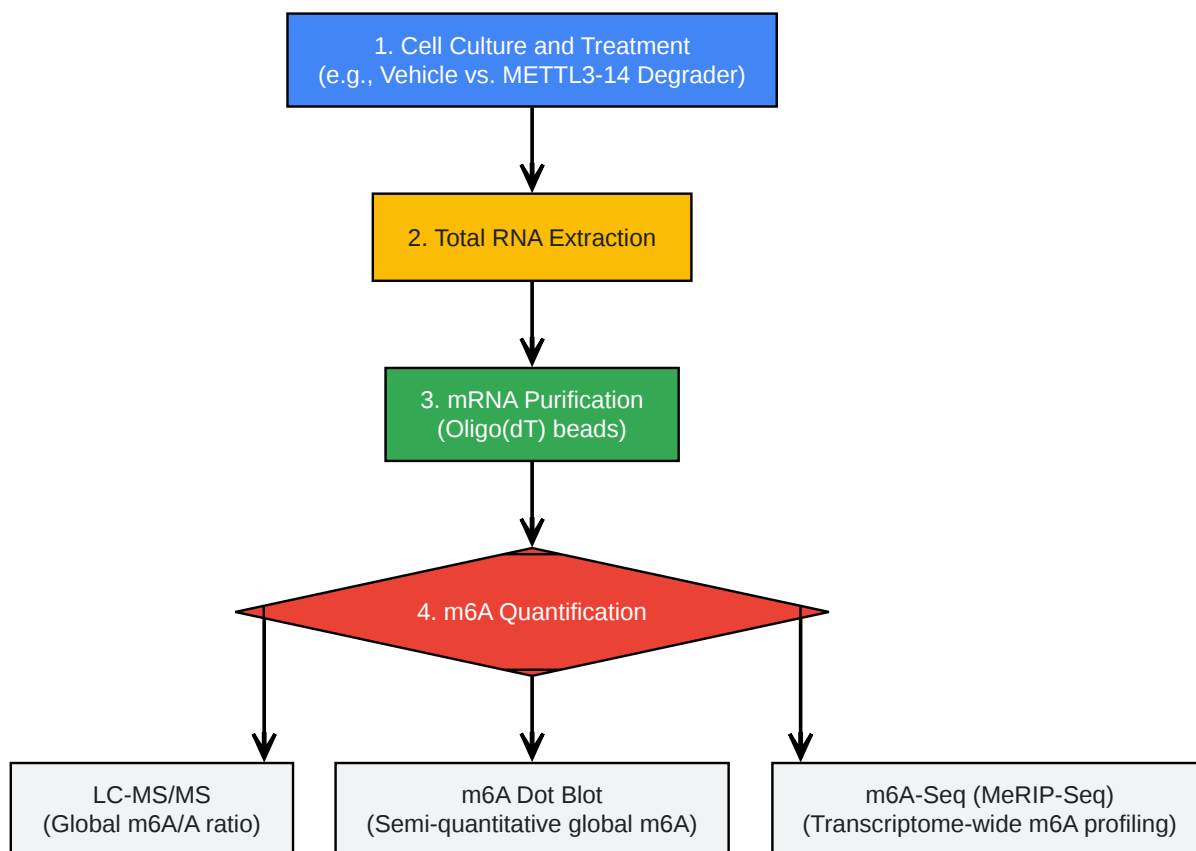 1. Cell Culture and Treatment
(e.g., Vehicle vs. METTL3-14 Degrader)
2. Total RNA Extraction
3. mRNA Purification
(Oligo(dT) beads)
4. m6A Quantification
LC-MS/MS
(Global m6A/A ratio)
m6A Dot Blot
(Semi-quantitative global m6A)
m6A-Seq (MeRIP-Seq)
(Transcriptome-wide m6A profiling)